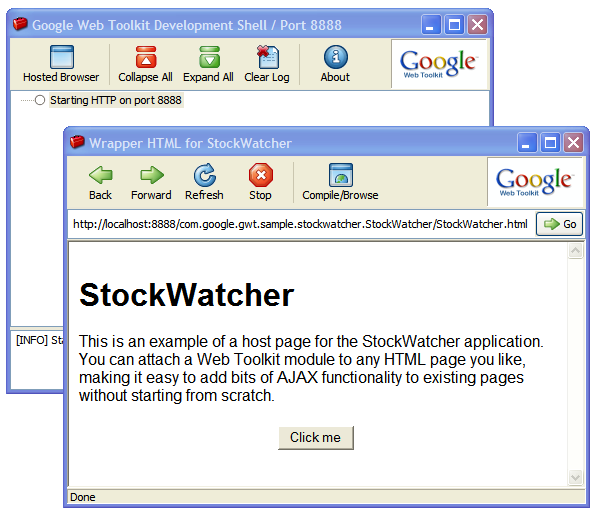 Google Web Toolkit Development Shell / Port 8888
Hosted Browser Collapse All Expand All Clear Log About
Google
Web Toolkit
Starting HTTP on port 8888
[INFO]
Wrapper HTML for StockWatcher
Back Forward Refresh Stop Compile/Browse
Google
Web Toolkit
http://localhost:8888/com.google.gwt.sample.stockwatcher.StockWatcher/StockWatcher.html Go
StockWatcher
This is an example of a host page for the StockWatcher application.
You can attach a Web Toolkit module to any HTML page you like,
making it easy to add bits of AJAX functionality to existing pages
without starting from scratch.
Click me
Done